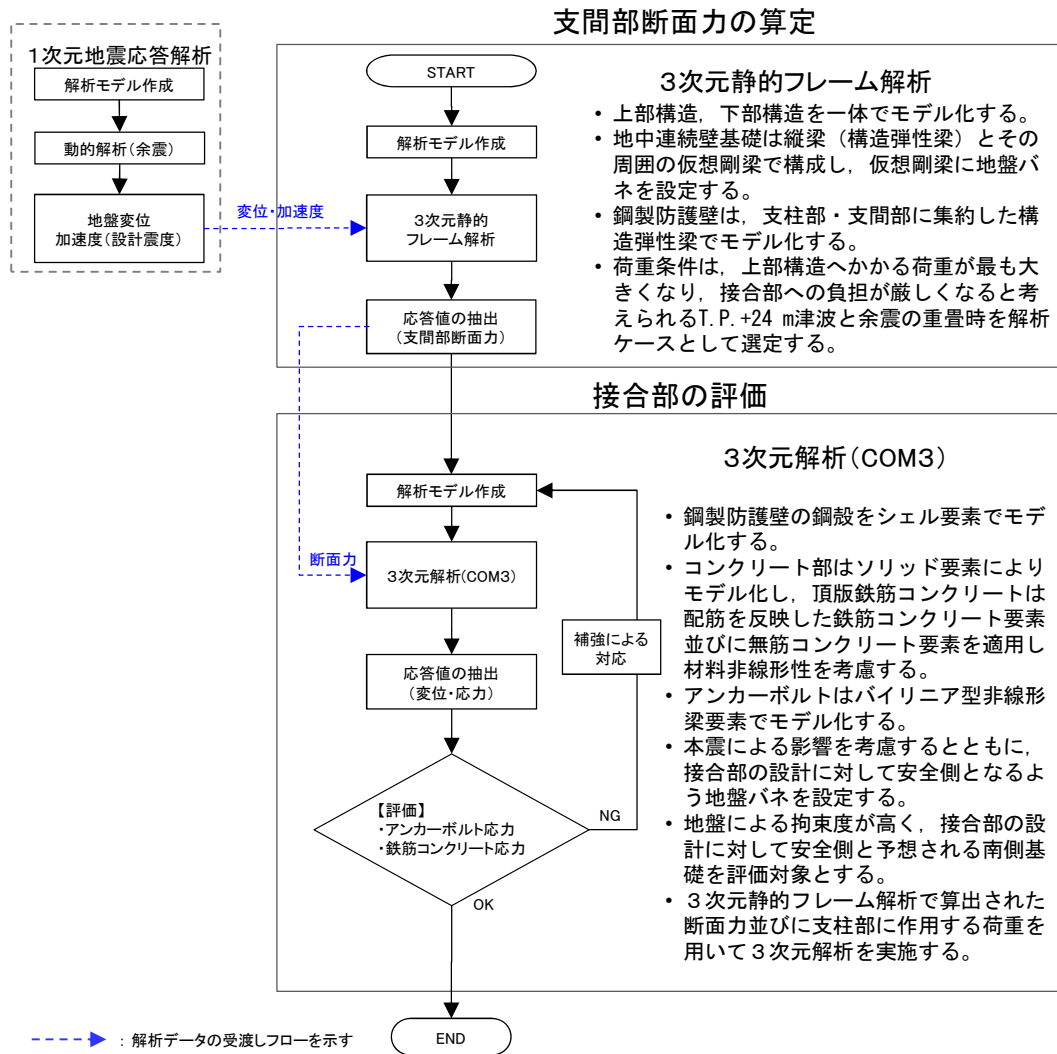 支間部断面力の算定
1次元地震応答解析
解析モデル作成
動的解析(余震)
地盤変位
加速度(設計震度)
変位・加速度
START
解析モデル作成
3次元静的
フレーム解析
応答値の抽出
(支間部断面力)
3次元静的フレーム解析
・上部構造，下部構造を一体でモデル化する。
・地中連続壁基礎は縦梁（構造弾性梁）とその
周囲の仮想剛梁で構成し，仮想剛梁に地盤バ
ネを設定する。
・鋼製防護壁は，支柱部・支間部に集約した構
造弾性梁でモデル化する。
・荷重条件は，上部構造へかかる荷重が最も大
きくなり，接合部への負担が厳しくなると考
えられるT.P.+24 m津波と余震の重畳時を解析
ケースとして選定する。
接合部の評価
解析モデル作成
断面力
3次元解析(COM3)
応答値の抽出
(変位・応力)
補強による
対応
【評価】
・アンカーボルト応力
・鉄筋コンクリート応力
NG
OK
END
3次元解析(COM3)
・鋼製防護壁の鋼殻をシェル要素でモデ
ル化する。
・コンクリート部はソリッド要素により
モデル化し，頂版鉄筋コンクリートは
配筋を反映した鉄筋コンクリート要素
並びに無筋コンクリート要素を適用し
材料非線形性を考慮する。
・アンカーボルトはバイリニア型非線形
梁要素でモデル化する。
・本震による影響を考慮するとともに，
接合部の設計に対して安全側となるよ
う地盤バネを設定する。
・地盤による拘束度が高く，接合部の設
計に対して安全側と予想される南側基
礎を評価対象とする。
・３次元静的フレーム解析で算出された
断面力並びに支柱部に作用する荷重を
用いて３次元解析を実施する。
：解析データの受渡しフローを示す